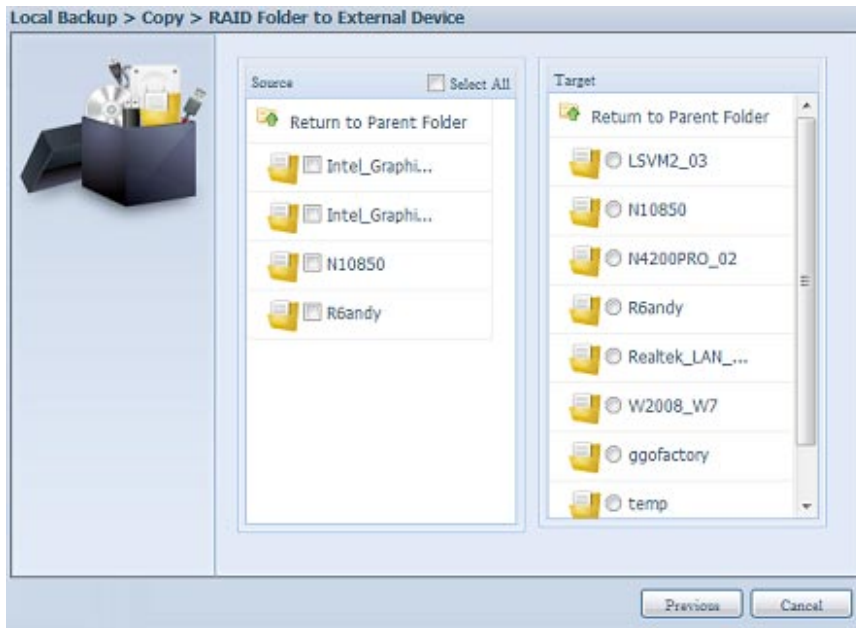 Local Backup > Copy > RAID Folder to External Device
Source
Select All
Return to Parent Folder
Intel_Graphi...
Intel_Graphi...
N10850
R6andy
Target
Return to Parent Folder
LSVM2_03
N10850
N4200PRO_02
R6andy
Realtek_LAN_...
W2008_W7
ggofactory
temp
Previous
Cancel